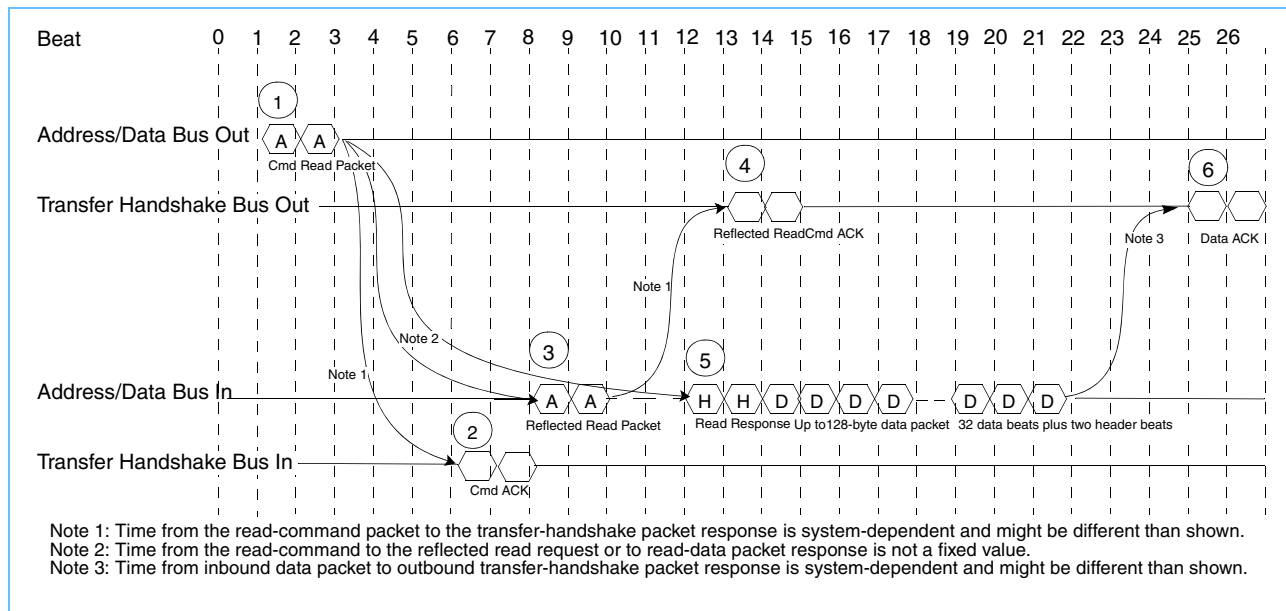 Beat 0 1 2 3 4 5 6 7 8 9 10 11 12 13 14 15 16 17 18 19 20 21 22 23 24 25 26
1
Address/Data Bus Out A A
Cmd Read Packet
4 6
Transfer Handshake Bus Out
Reflected ReadCmd ACK Note 3 Data ACK
Note 1
Note 2
3 5
Note 1
Address/Data Bus In A A H H D D D D D D D
Reflected Read Packet Read Response Up to128-byte data packet 32 data beats plus two header beats
2
Transfer Handshake Bus In
Cmd ACK
Note 1: Time from the read-command packet to the transfer-handshake packet response is system-dependent and might be different than shown.
Note 2: Time from the read-command to the reflected read request or to read-data packet response is not a fixed value.
Note 3: Time from inbound data packet to outbound transfer-handshake packet response is system-dependent and might be different than shown.